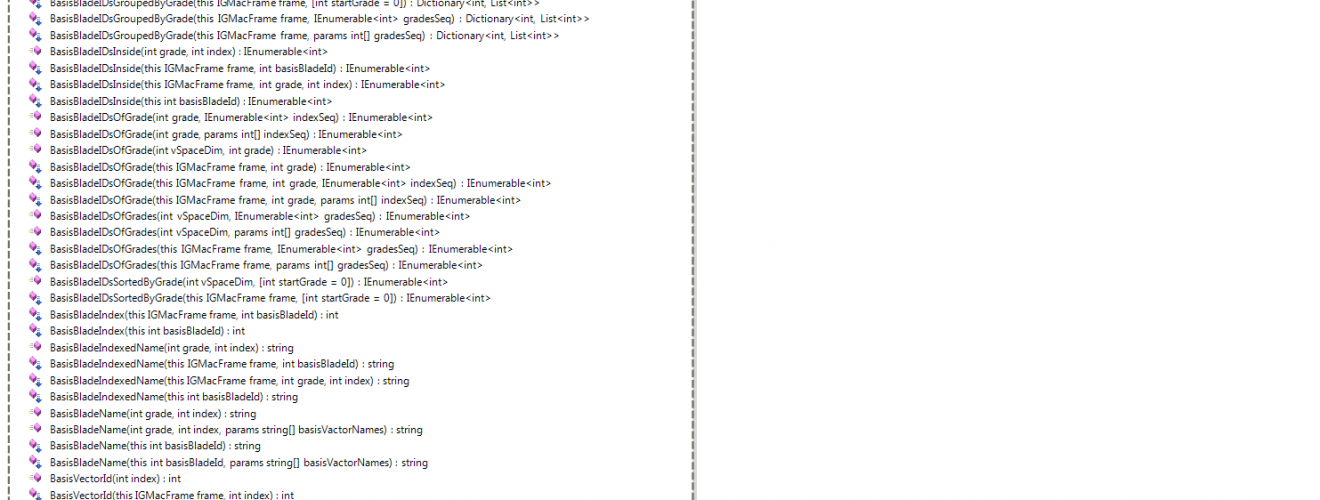 BasisBladeIDsGroupedByGrade(this IGMacFrame frame, [int startGrade = 0]) : Dictionary<int, List<int>>
BasisBladeIDsGroupedByGrade(this IGMacFrame frame, IEnumerable<int> gradesSeq) : Dictionary<int, List<int>>
BasisBladeIDsGroupedByGrade(this IGMacFrame frame, params int[] gradesSeq) : Dictionary<int, List<int>>
BasisBladeIDsInside(int grade, int index) : IEnumerable<int>
BasisBladeIDsInside(this IGMacFrame frame, int basisBladeId) : IEnumerable<int>
BasisBladeIDsInside(this IGMacFrame frame, int grade, int index) : IEnumerable<int>
BasisBladeIDsInside(this int basisBladeId) : IEnumerable<int>
BasisBladeIDsOfGrade(int grade, IEnumerable<int> indexSeq) : IEnumerable<int>
BasisBladeIDsOfGrade(int grade, params int[] indexSeq) : IEnumerable<int>
BasisBladeIDsOfGrade(int vSpaceDim, int grade) : IEnumerable<int>
BasisBladeIDsOfGrade(this IGMacFrame frame, int grade) : IEnumerable<int>
BasisBladeIDsOfGrade(this IGMacFrame frame, int grade, IEnumerable<int> indexSeq) : IEnumerable<int>
BasisBladeIDsOfGrade(this IGMacFrame frame, int grade, params int[] indexSeq) : IEnumerable<int>
BasisBladeIDsOfGrades(int vSpaceDim, IEnumerable<int> gradesSeq) : IEnumerable<int>
BasisBladeIDsOfGrades(int vSpaceDim, params int[] gradesSeq) : IEnumerable<int>
BasisBladeIDsOfGrades(this IGMacFrame frame, IEnumerable<int> gradesSeq) : IEnumerable<int>
BasisBladeIDsOfGrades(this IGMacFrame frame, params int[] gradesSeq) : IEnumerable<int>
BasisBladeIDsSortedByGrade(int vSpaceDim, [int startGrade = 0]) : IEnumerable<int>
BasisBladeIDsSortedByGrade(this IGMacFrame frame, [int startGrade = 0]) : IEnumerable<int>
BasisBladeIndex(this IGMacFrame frame, int basisBladeId) : int
BasisBladeIndex(this int basisBladeId) : int
BasisBladeIndexedName(int grade, int index) : string
BasisBladeIndexedName(this IGMacFrame frame, int basisBladeId) : string
BasisBladeIndexedName(this IGMacFrame frame, int grade, int index) : string
BasisBladeIndexedName(this int basisBladeId) : string
BasisBladeName(int grade, int index) : string
BasisBladeName(int grade, int index, params string[] basisVactorNames) : string
BasisBladeName(this int basisBladeId) : string
BasisBladeName(this int basisBladeId, params string[] basisVactorNames) : string
BasisVectorId(int index) : int
BasisVectorId(this IGMacFrame frame, int index) : int